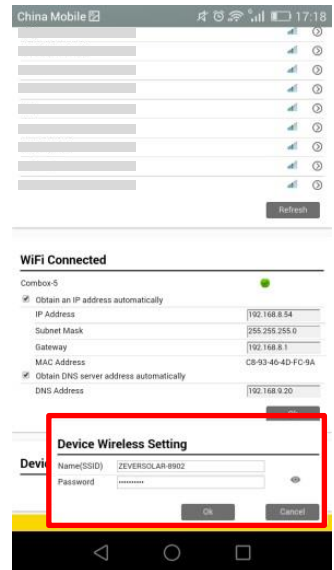 China Mobile 17:18
Refresh
WiFi Connected
Combox-5
Obtain an IP address automatically
IP Address 192.168.8.54
Subnet Mask 255.255.255.0
Gateway 192.168.8.1
MAC Address C8-93-46-4D-FC-9A
Obtain DNS server address automatically
DNS Address 192.168.9.20
Device Wireless Setting
Devi
Name(SSID) ZEVERSOLAR-8902
Password ••••••••••
Ok Cancel